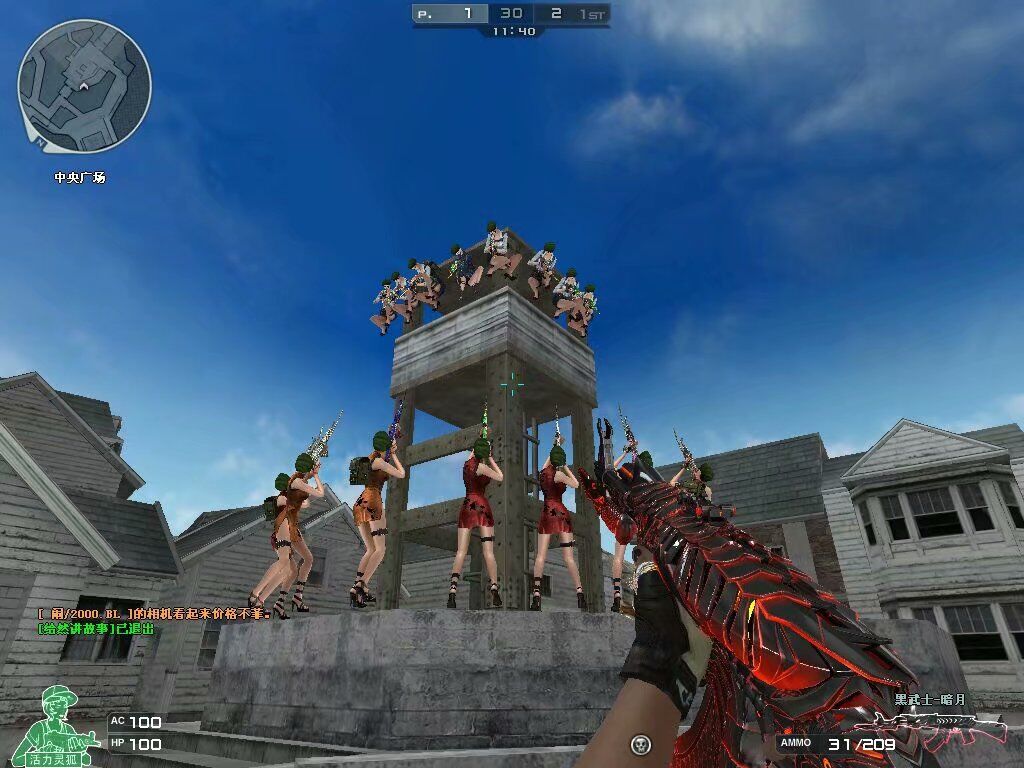 P. 1 30 2 1ST
11:40
N
中央广场
[ 阚/2000.BL ]的相机看起来价格不菲。
[给然讲故事]已退出
AC 100
HP 100
活力灵狐
黑武士-暗月
AMMO 31/209